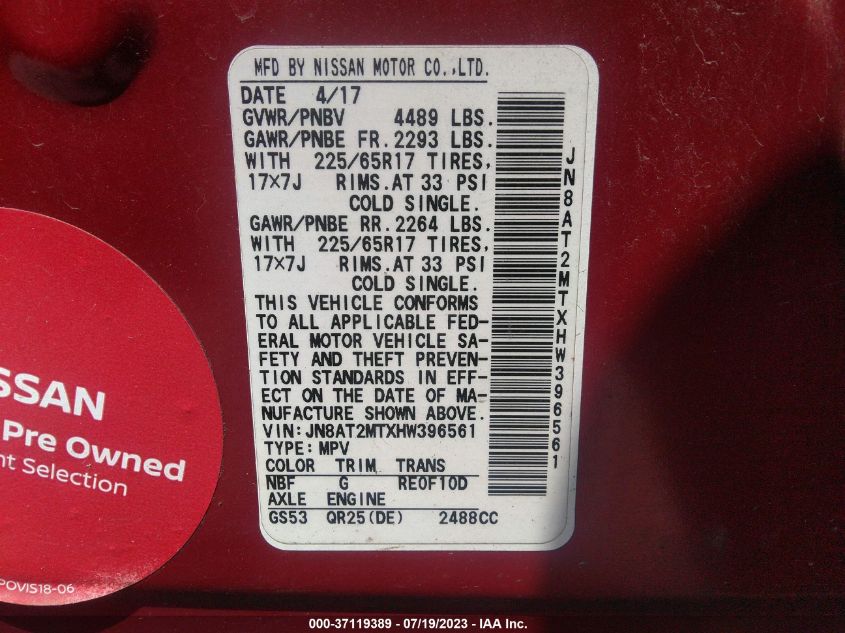 MFD BY NISSAN MOTOR CO.,LTD.
DATE 4/17
GVWR/PNBV 4489 LBS.
GAWR/PNBE FR. 2293 LBS.
WITH 225/65R17 TIRES.
17×7J RIMS. AT 33 PSI
COLD SINGLE.
GAWR/PNBE RR. 2264 LBS.
WITH 225/65R17 TIRES.
17×7J RIMS. AT 33 PSI
COLD SINGLE.
THIS VEHICLE CONFORMS
TO ALL APPLICABLE FED-
ERAL MOTOR VEHICLE SA-
FETY AND THEFT PREVEN-
TION STANDARDS IN EFF-
ECT ON THE DATE OF MA-
NUFACTURE SHOWN ABOVE.
VIN:JN8AT2MTXHW396561
TYPE:MPV
COLOR TRIM TRANS
NBF G RE0F10D
AXLE ENGINE
GS53 QR25(DE) 2488CC
JN8AT2MTXHW396561
SSAN
Pre Owned
nt Selection
POVIS18-06
000-37119389 - 07/19/2023 - IAA Inc.